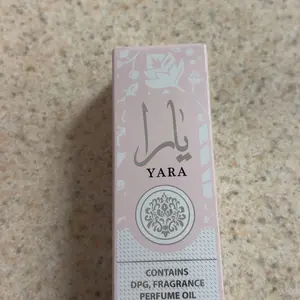 يارا
YARA
CONTAINS
DPG, FRAGRANCE
PERFUME OIL